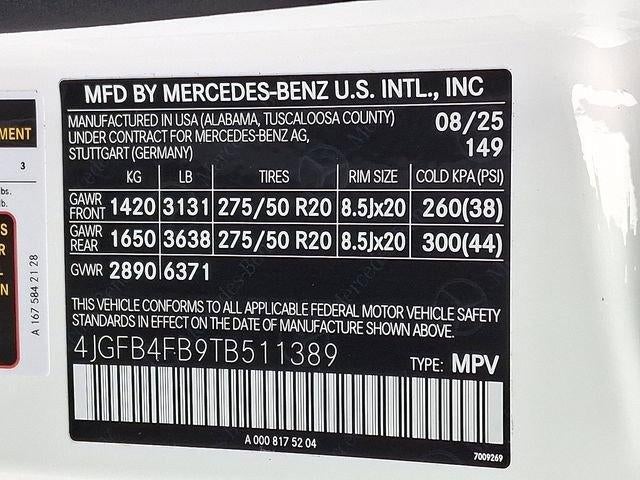 MFD BY MERCEDES-BENZ U.S. INTL., INC
MANUFACTURED IN USA (ALABAMA, TUSCALOOSA COUNTY)
UNDER CONTRACT FOR MERCEDES-BENZ AG,
STUTTGART (GERMANY)
08/25
149
KG LB TIRES RIM SIZE COLD KPA (PSI)
GAWR FRONT 1420 3131 275/50 R20 8.5Jx20 260(38)
GAWR REAR 1650 3638 275/50 R20 8.5Jx20 300(44)
GVWR 2890 6371
THIS VEHICLE CONFORMS TO ALL APPLICABLE FEDERAL MOTOR VEHICLE SAFETY
STANDARDS IN EFFECT ON THE DATE OF MANUFACTURE SHOWN ABOVE.
4JGFB4FB9TB511389
TYPE: MPV
A 000 817 52 04
7009269
MENT
3
lbs.
lb.
A 167 584 21 28